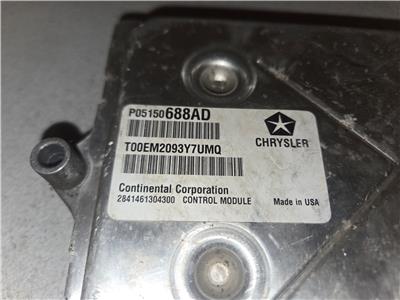 P05150688AD
CHRYSLER
T00EM2093Y7UMQ
Continental Corporation
2841461304300 CONTROL MODULE Made in USA